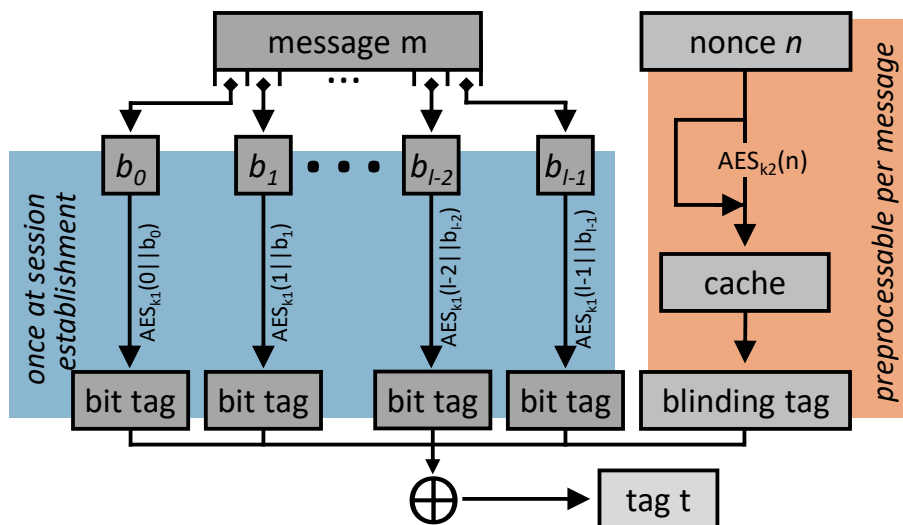 message m
nonce n
...
b0
b1
• • •
bl-2
bl-1
once at session
establishment
AESk1(0||b0)
AESk1(1||b1)
AESk1(l-2||bl-2)
AESk1(l-1||bl-1)
AESk2(n)
cache
preprocessable per message
bit tag
bit tag
bit tag
bit tag
blinding tag
tag t